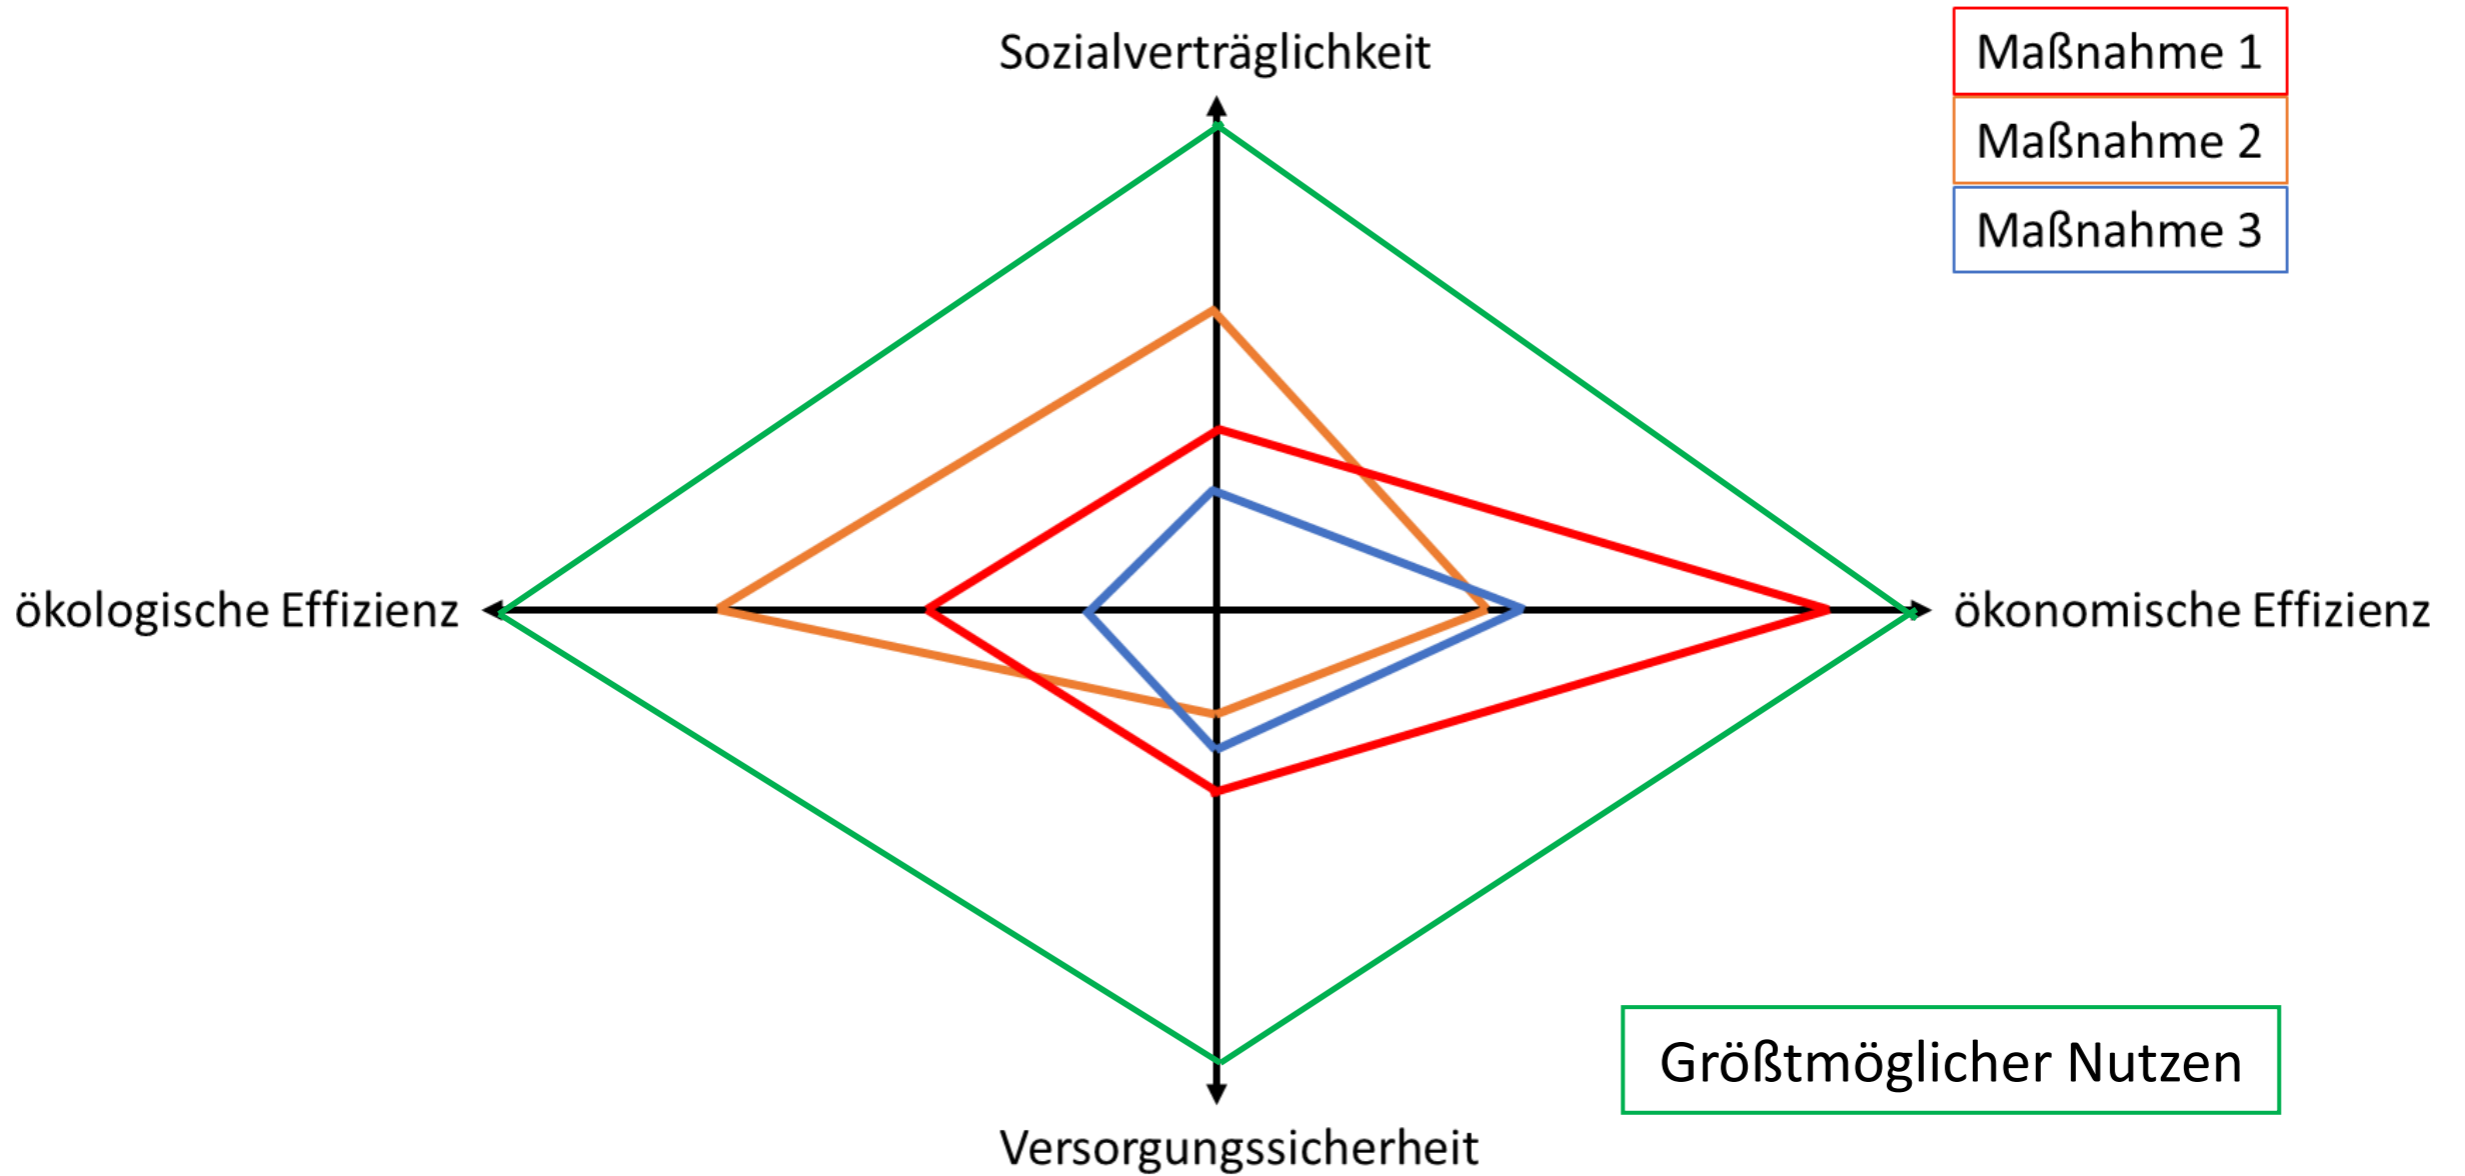 Sozialverträglichkeit
Maßnahme 1
Maßnahme 2
Maßnahme 3
ökologische Effizienz
ökonomische Effizienz
Größtmöglicher Nutzen
Versorgungssicherheit